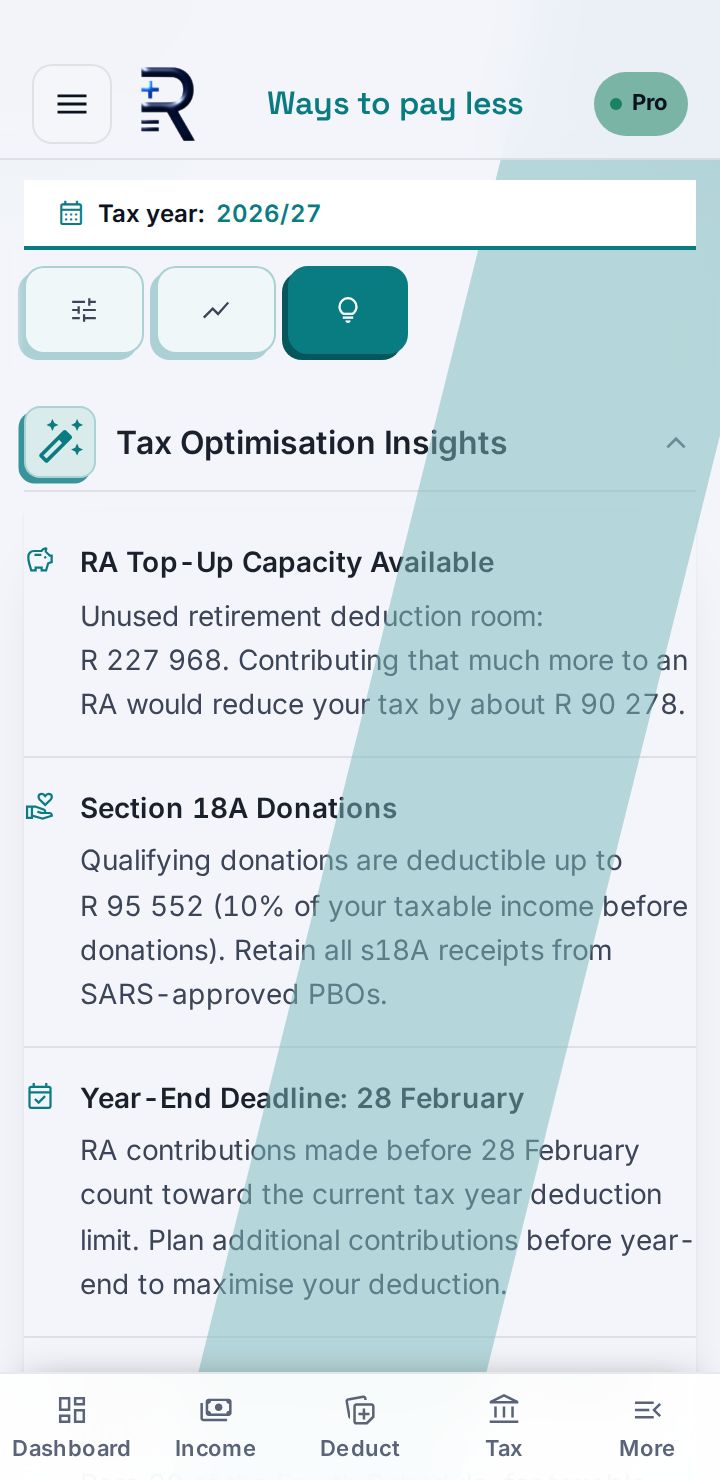 R
Ways to pay less
Pro
Tax year: 2026/27
Tax Optimisation Insights
RA Top-Up Capacity Available
Unused retirement deduction room:
R 227 968. Contributing that much more to an
RA would reduce your tax by about R 90 278.
Section 18A Donations
Qualifying donations are deductible up to
R 95 552 (10% of your taxable income before
donations). Retain all s18A receipts from
SARS-approved PBOs.
Year-End Deadline: 28 February
RA contributions made before 28 February
count toward the current tax year deduction
limit. Plan additional contributions before year-
end to maximise your deduction.
Dashboard
Income
Deduct
Tax
More